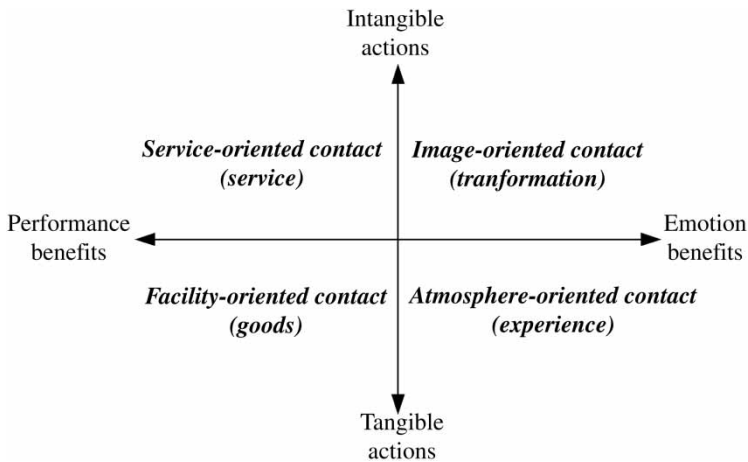 Intangible
actions
Service-oriented contact
(service)
Image-oriented contact
(tranformation)
Performance
benefits
Emotion
benefits
Facility-oriented contact
(goods)
Atmosphere-oriented contact
(experience)
Tangible
actions